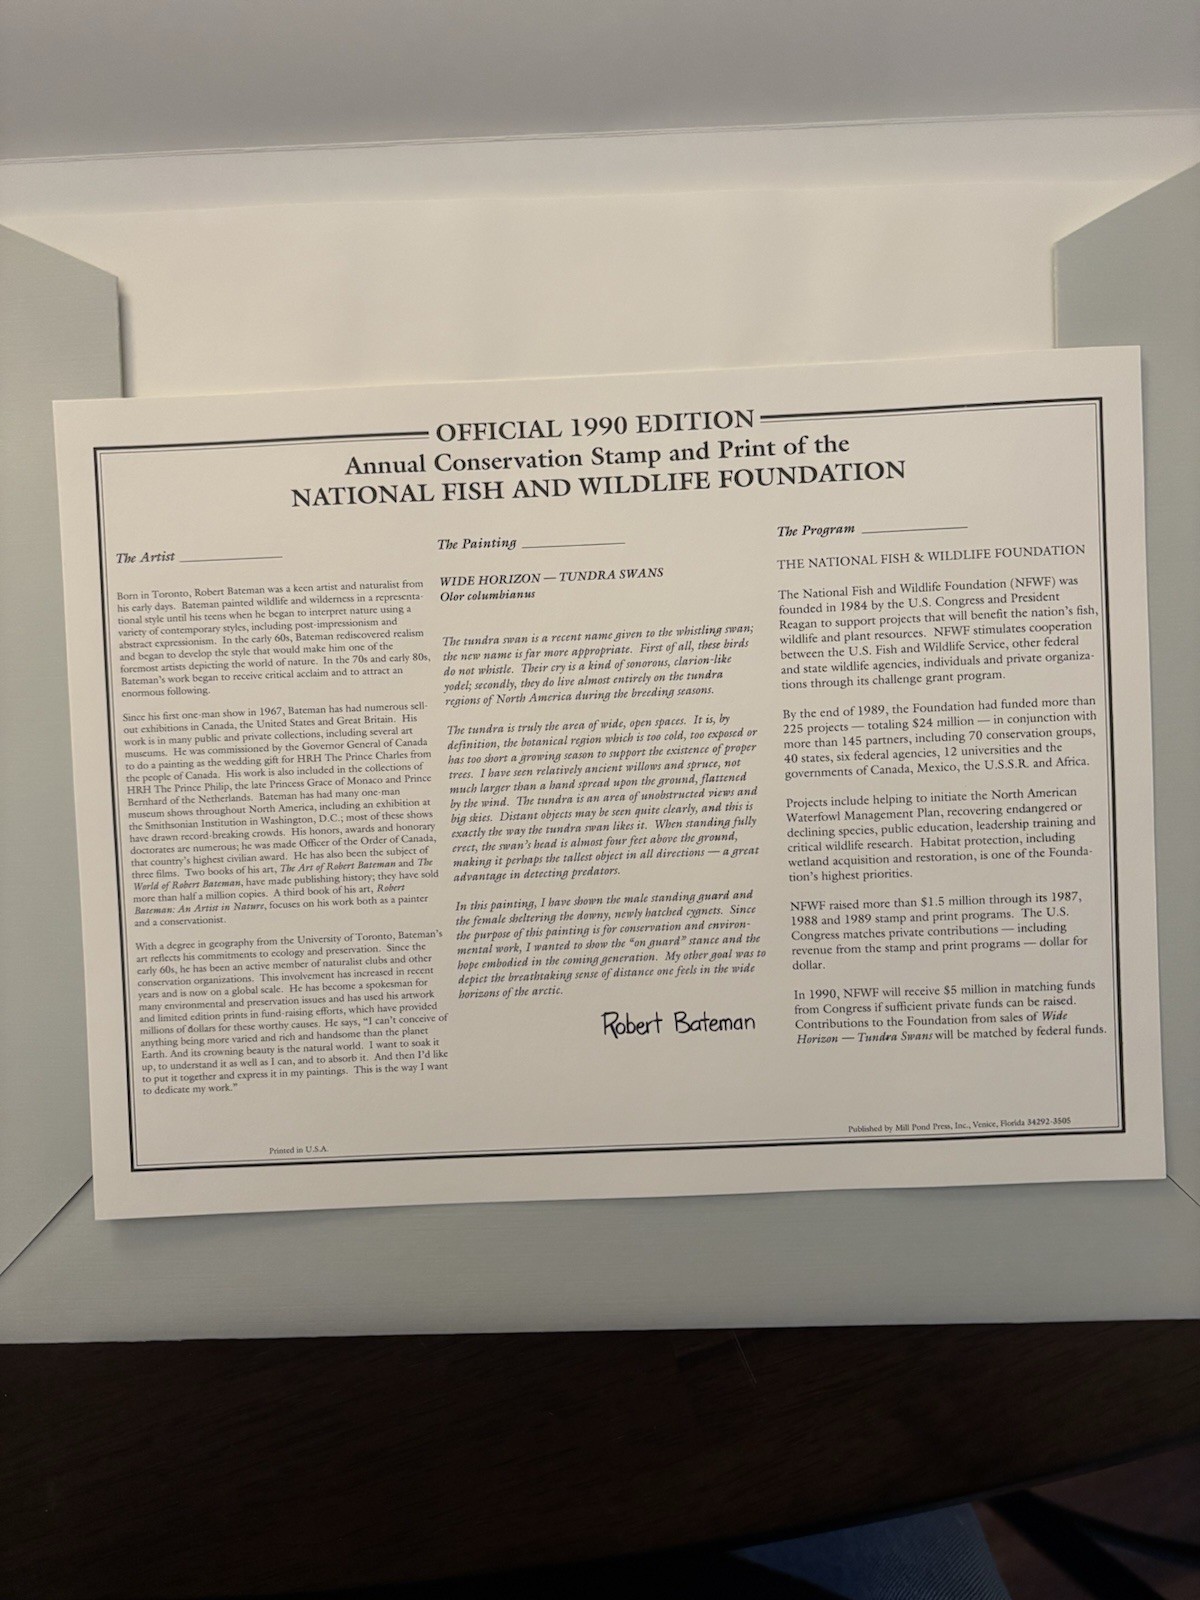 OFFICIAL 1990 EDITION
Annual Conservation Stamp and Print of the
NATIONAL FISH AND WILDLIFE FOUNDATION
The Artist
Born in Toronto, Robert Bateman was a keen artist and naturalist from
his early days. Bateman painted wildlife and wilderness in a representa-
tional style until his teens when he began to interpret nature using a
variety of contemporary styles, including post-impressionism and
abstract expressionism. In the early 60s, Bateman rediscovered realism
and began to develop the style that would make him one of the
foremost artists depicting the world of nature. In the 70s and early 80s,
Bateman's work began to receive critical acclaim and to attract an
enormous following.
Since his first one-man show in 1967, Bateman has had numerous sell-
out exhibitions in Canada, the United States and Great Britain. His
work is in many public and private collections, including several art
museums. He was commissioned by the Governor General of Canada
to do a painting as the wedding gift for HRH The Prince Charles from
the people of Canada. His work is also included in the collections of
HRH The Prince Philip, the late Princess Grace of Monaco and Prince
Bernhard of the Netherlands. Bateman has had many one-man
museum shows throughout North America, including an exhibition at
the Smithsonian Institution in Washington, D.C.; most of these shows
have drawn record-breaking crowds. His honors, awards and honorary
doctorates are numerous; he was made Officer of the Order of Canada,
that country's highest civilian award. He has also been the subject of
three films. Two books of his art, The Art of Robert Bateman and The
World of Robert Bateman, have made publishing history; they have sold
more than half a million copies. A third book of his art, Robert
Bateman: An Artist in Nature, focuses on his work both as a painter
and a conservationist.
With a degree in geography from the University of Toronto, Bateman's
art reflects his commitments to ecology and preservation. Since the
early 60s, he has been an active member of naturalist clubs and other
conservation organizations. This involvement has increased in recent
years and is now on a global scale. He has become a spokesman for
many environmental and preservation issues and has used his artwork
and limited edition prints in fund-raising efforts, which have provided
millions of dollars for these worthy causes. He says, "I can't conceive of
anything being more varied and rich and handsome than the planet
Earth. And its crowning beauty is the natural world. I want to soak it
up, to understand it as well as I can, and to absorb it. And then I'd like
to put it together and express it in my paintings. This is the way I want
to dedicate my work."
Printed in U.S.A.
The Painting
WIDE HORIZON — TUNDRA SWANS
Olor columbianus
The tundra swan is a recent name given to the whistling swan;
the new name is far more appropriate. First of all, these birds
do not whistle. Their cry is a kind of sonorous, clarion-like
yodel; secondly, they do live almost entirely on the tundra
regions of North America during the breeding seasons.
The tundra is truly the area of wide, open spaces. It is, by
definition, the botanical region which is too cold, too exposed or
has too short a growing season to support the existence of proper
trees. I have seen relatively ancient willows and spruce, not
much larger than a hand spread upon the ground, flattened
by the wind. The tundra is an area of unobstructed views and
big skies. Distant objects may be seen quite clearly, and this is
exactly the way the tundra swan likes it. When standing fully
erect, the swan's head is almost four feet above the ground,
making it perhaps the tallest object in all directions — a great
advantage in detecting predators.
In this painting, I have shown the male standing guard and
the female sheltering the downy, newly hatched cygnets. Since
the purpose of this painting is for conservation and environ-
mental work, I wanted to show the "on guard" stance and the
hope embodied in the coming generation. My other goal was to
depict the breathtaking sense of distance one feels in the wide
horizons of the arctic.
Robert Bateman
The Program
THE NATIONAL FISH & WILDLIFE FOUNDATION
The National Fish and Wildlife Foundation (NFWF) was
founded in 1984 by the U.S. Congress and President
Reagan to support projects that will benefit the nation's fish,
wildlife and plant resources. NFWF stimulates cooperation
between the U.S. Fish and Wildlife Service, other federal
and state wildlife agencies, individuals and private organiza-
tions through its challenge grant program.
By the end of 1989, the Foundation had funded more than
225 projects — totaling $24 million — in conjunction with
more than 145 partners, including 70 conservation groups,
40 states, six federal agencies, 12 universities and the
governments of Canada, Mexico, the U.S.S.R. and Africa.
Projects include helping to initiate the North American
Waterfowl Management Plan, recovering endangered or
declining species, public education, leadership training and
critical wildlife research. Habitat protection, including
wetland acquisition and restoration, is one of the Founda-
tion's highest priorities.
NFWF raised more than $1.5 million through its 1987,
1988 and 1989 stamp and print programs. The U.S.
Congress matches private contributions — including
revenue from the stamp and print programs — dollar for
dollar.
In 1990, NFWF will receive $5 million in matching funds
from Congress if sufficient private funds can be raised.
Contributions to the Foundation from sales of Wide
Horizon — Tundra Swans will be matched by federal funds.
Published by Mill Pond Press, Inc., Venice, Florida 34292-3505